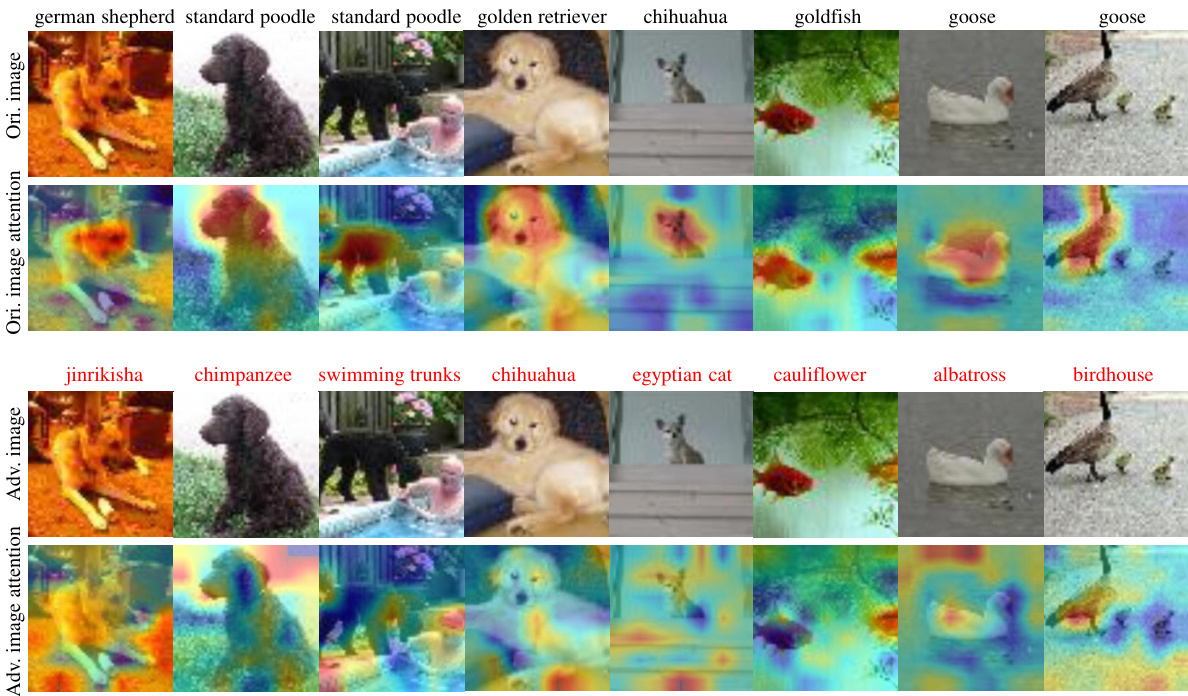 german shepherd standard poodle standard poodle golden retriever chihuahua goldfish goose goose
Ori. image
Ori. image attention
jinrikisha chimpanzee swimming trunks chihuahua egyptian cat cauliflower albatross birdhouse
Adv. image
Adv. image attention